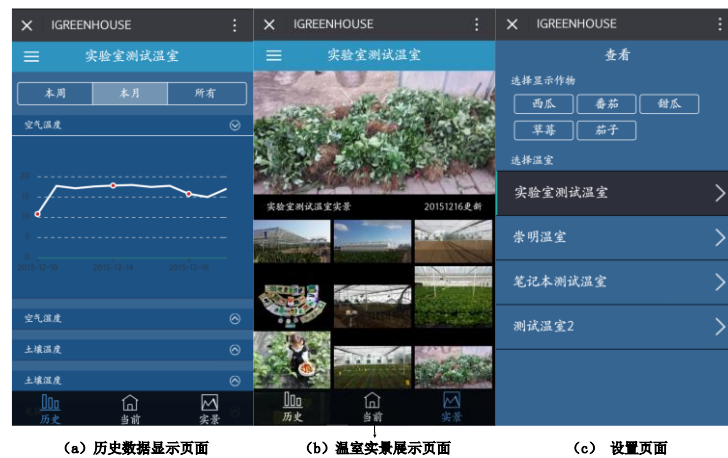 IGREENHOUSE
实验室测试温室
本周 本月 所有
空气温度
20
15
10
5
0
2015-12-10 2015-12-14 2015-12-18
空气湿度
土壤温度
土壤湿度
历史 当前 实景
(a) 历史数据显示页面
IGREENHOUSE
实验室测试温室
实验室测试温室实景 20151216更新
历史 当前 实景
(b) 温室实景展示页面
IGREENHOUSE
查看
选择显示作物
西瓜 番茄 甜瓜
草莓 茄子
选择温室
实验室测试温室
崇明温室
笔记本测试温室
测试温室2
(c) 设置页面